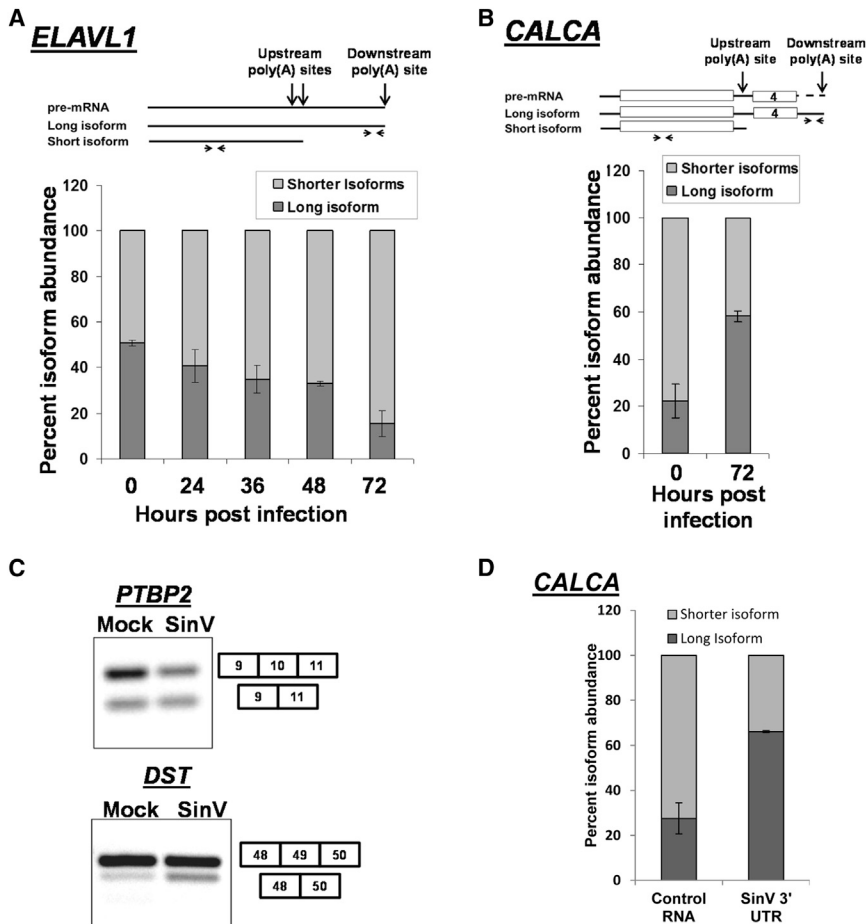 A
ELAVL1
Upstream
poly(A) sites
Downstream
poly(A) site
pre-mRNA
Long isoform
Short isoform
Shorter Isoforms
Long isoform
Percent isoform abundance
120
100
80
60
40
20
0
0 24 36 48 72
Hours post infection
B
CALCA
Upstream
poly(A) site
Downstream
poly(A) site
pre-mRNA
4
Long isoform
4
Short isoform
Shorter isoforms
Long isoform
Percent isoform abundance
120
100
80
60
40
20
0
0 72
Hours post
infection
C
PTBP2
Mock SinV
9 10 11
9 11
DST
Mock SinV
48 49 50
48 50
D
CALCA
Shorter isoform
Long Isoform
Percent isoform abundance
120
100
80
60
40
20
0
Control
RNA
SinV 3'
UTR